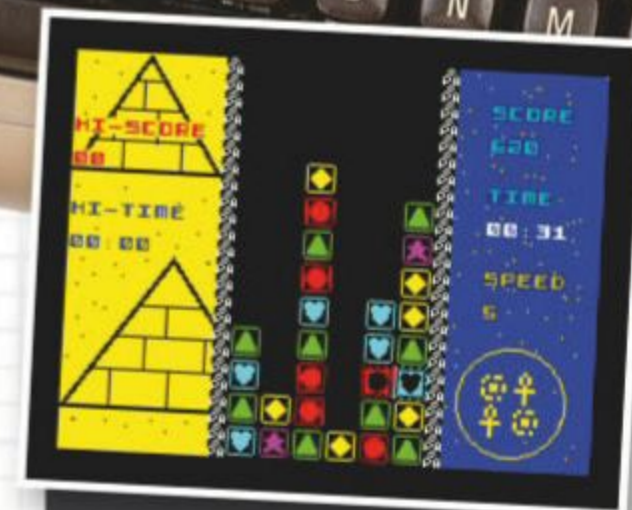 N
M
HI-SCORE
00
HI-TIME
00:00
SCORE
620
TIME
00:31
SPEED
5